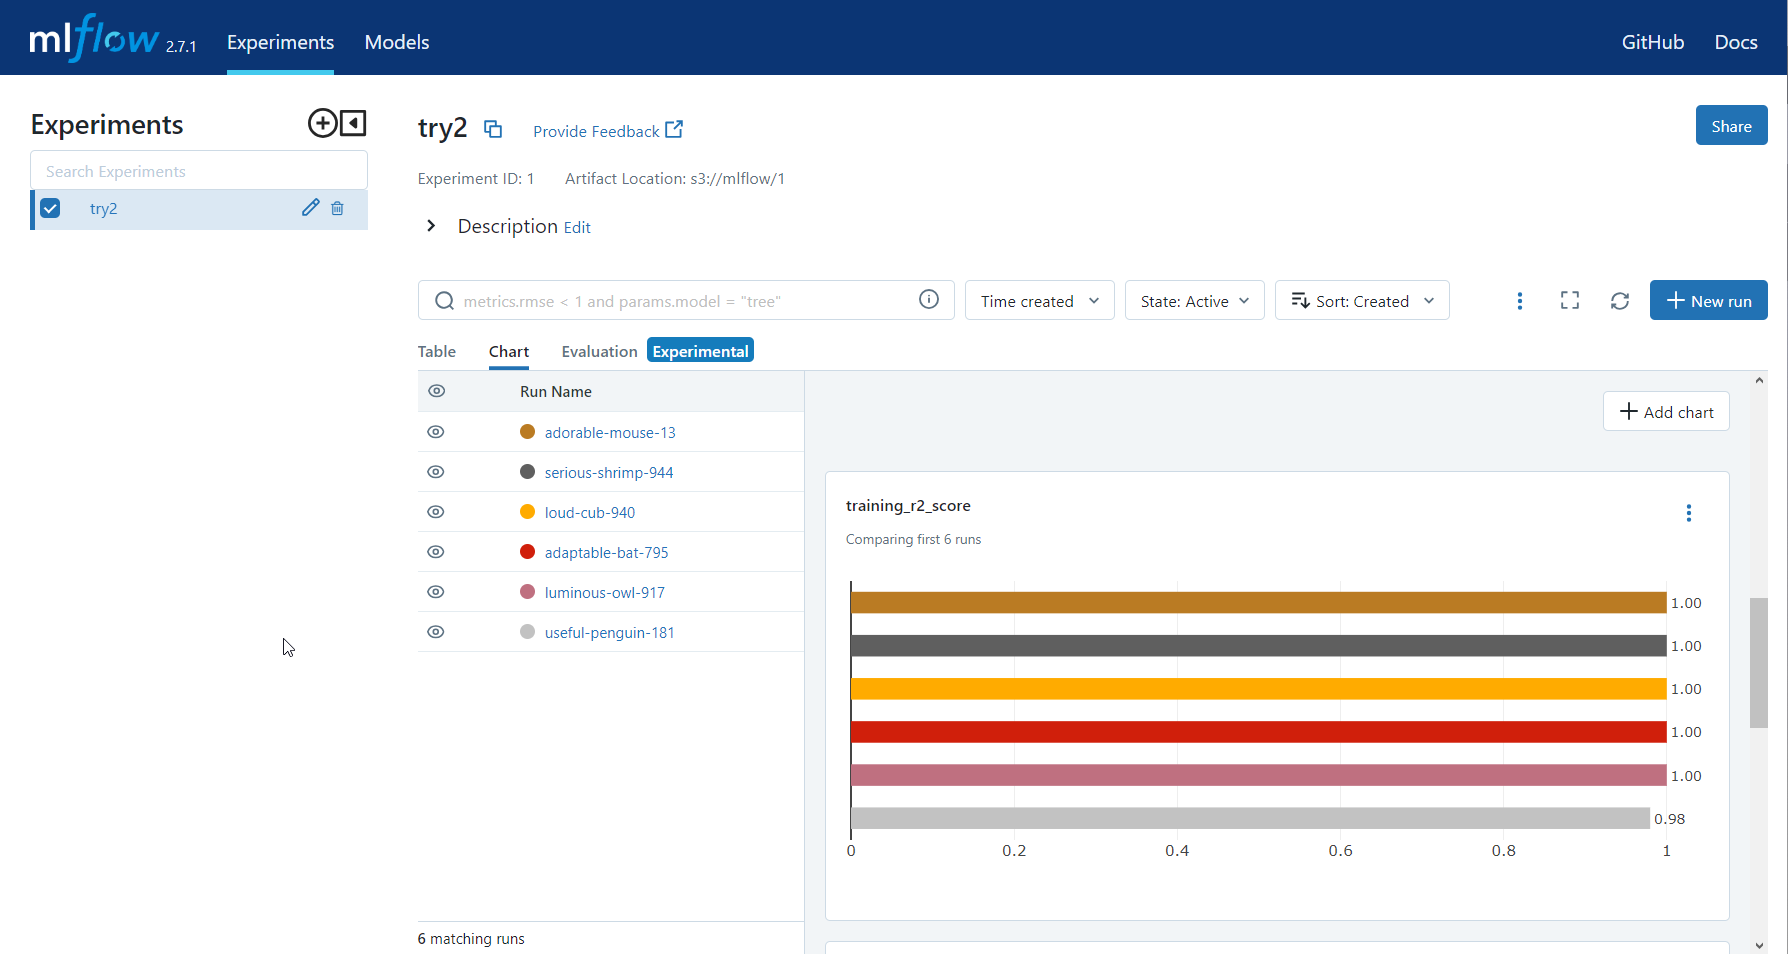 mlflow 2.7.1 Experiments Models GitHub Docs
Experiments
Search Experiments
try2
try2 Provide Feedback Share
Experiment ID: 1 Artifact Location: s3://mlflow/1
Description Edit
metrics.rmse < 1 and params.model = "tree" Time created State: Active Sort: Created New run
Table Chart Evaluation Experimental
Run Name
adorable-mouse-13
serious-shrimp-944
loud-cub-940
adaptable-bat-795
luminous-owl-917
useful-penguin-181
6 matching runs
Add chart
training_r2_score
Comparing first 6 runs
1.00
1.00
1.00
1.00
1.00
0.98
0 0.2 0.4 0.6 0.8 1